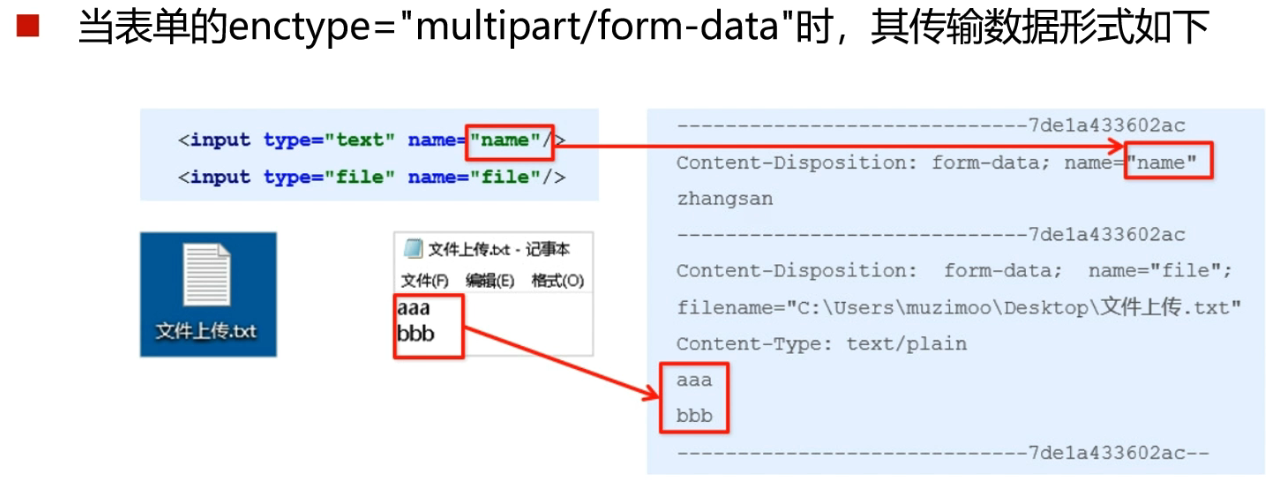 当表单的enctype="multipart/form-data"时，其传输数据形式如下
<input type="text" name="name"/>
<input type="file" name="file"/>
文件上传.txt
文件上传.txt - 记事本
文件(F) 编辑(E) 格式(O)
aaa
bbb
-----------------------------7de1a433602ac
Content-Disposition: form-data; name="name"
zhangsan
-----------------------------7de1a433602ac
Content-Disposition: form-data; name="file";
filename="C:\Users\muzimoo\Desktop\文件上传.txt"
Content-Type: text/plain
aaa
bbb
-----------------------------7de1a433602ac--